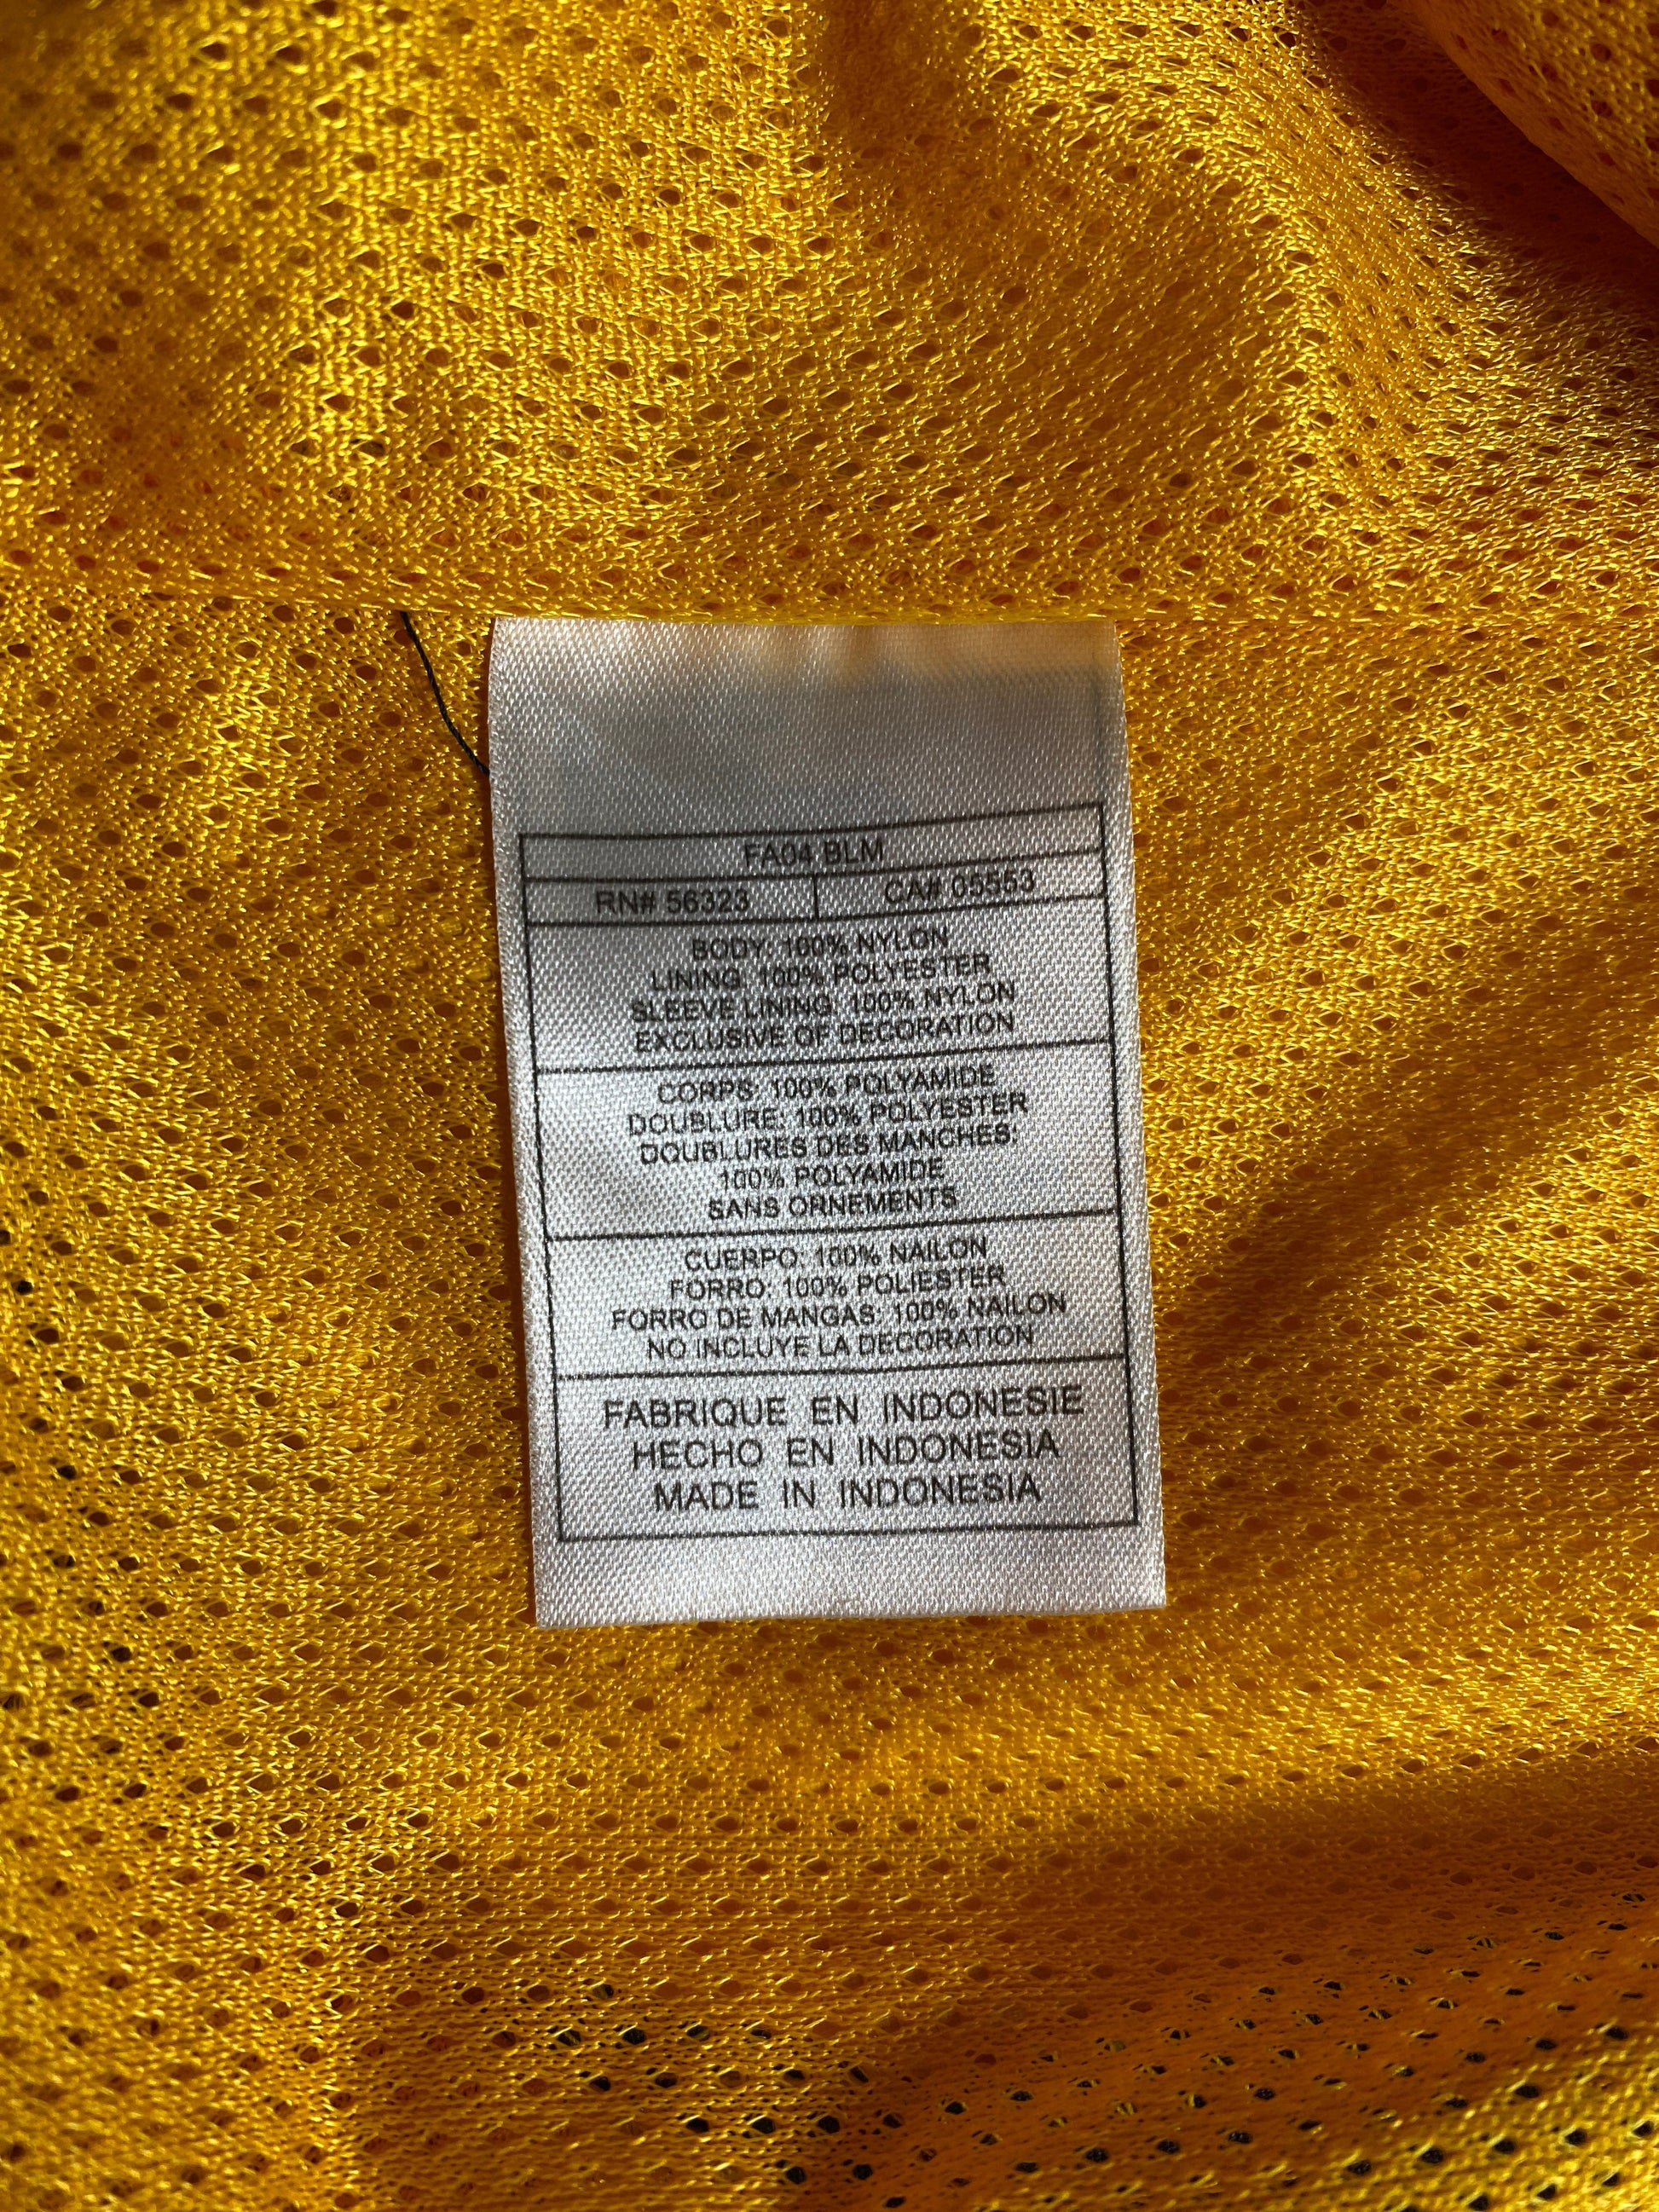 FA04 BLM
RN# 56323 CA# 05553
BODY: 100% NYLON
LINING: 100% POLYESTER
SLEEVE LINING: 100% NYLON
EXCLUSIVE OF DECORATION
CORPS: 100% POLYAMIDE
DOUBLURE: 100% POLYESTER
DOUBLURES DES MANCHES:
100% POLYAMIDE
SANS ORNEMENTS
CUERPO: 100% NAILON
FORRO: 100% POLIESTER
FORRO DE MANGAS: 100% NAILON
NO INCLUYE LA DECORATION
FABRIQUE EN INDONESIE
HECHO EN INDONESIA
MADE IN INDONESIA